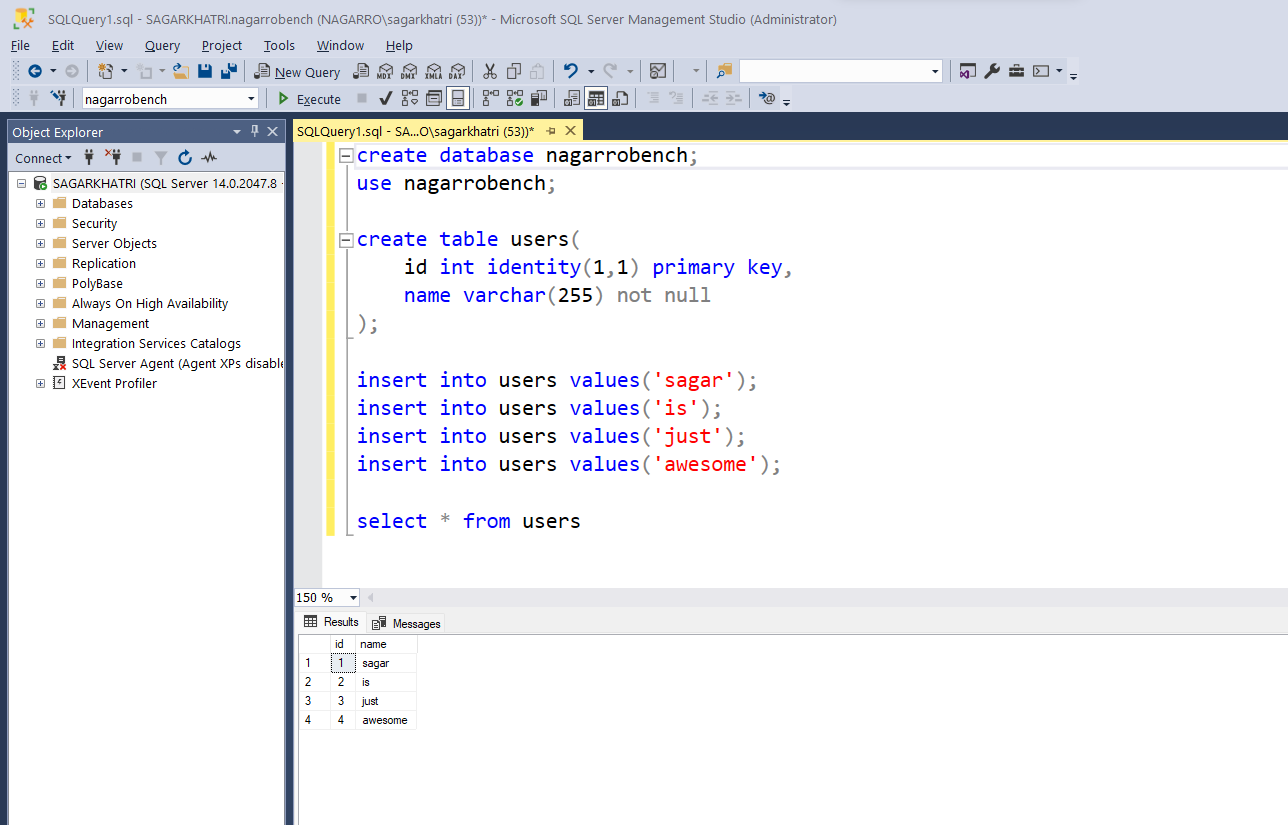 SQLQuery1.sql - SAGARKHATRI.nagarrobench (NAGARRO\sagarkhatri (53))* - Microsoft SQL Server Management Studio (Administrator)
File Edit View Query Project Tools Window Help
New Query MDX DMX XMLA DAX
nagarrobench Execute
Object Explorer
Connect
SAGARKHATRI (SQL Server 14.0.2047.8 -
Databases
Security
Server Objects
Replication
PolyBase
Always On High Availability
Management
Integration Services Catalogs
SQL Server Agent (Agent XPs disable
XEvent Profiler
SQLQuery1.sql - SA...O\sagarkhatri (53))*
create database nagarrobench;
use nagarrobench;
create table users(
id int identity(1,1) primary key,
name varchar(255) not null
);
insert into users values('sagar');
insert into users values('is');
insert into users values('just');
insert into users values('awesome');
select * from users
150 %
Results Messages
id name
1 1 sagar
2 2 is
3 3 just
4 4 awesome